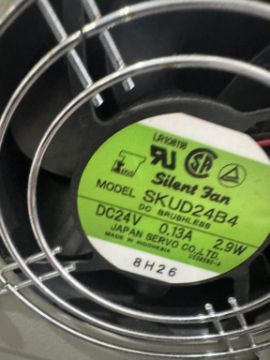 LR108118
Silent Fan
MODEL SKUD24B4
DC BRUSHLESS
DC24V 0.13A 2.9W
JAPAN SERVO CO.,LTD.
MADE IN INDONESIA
8H26